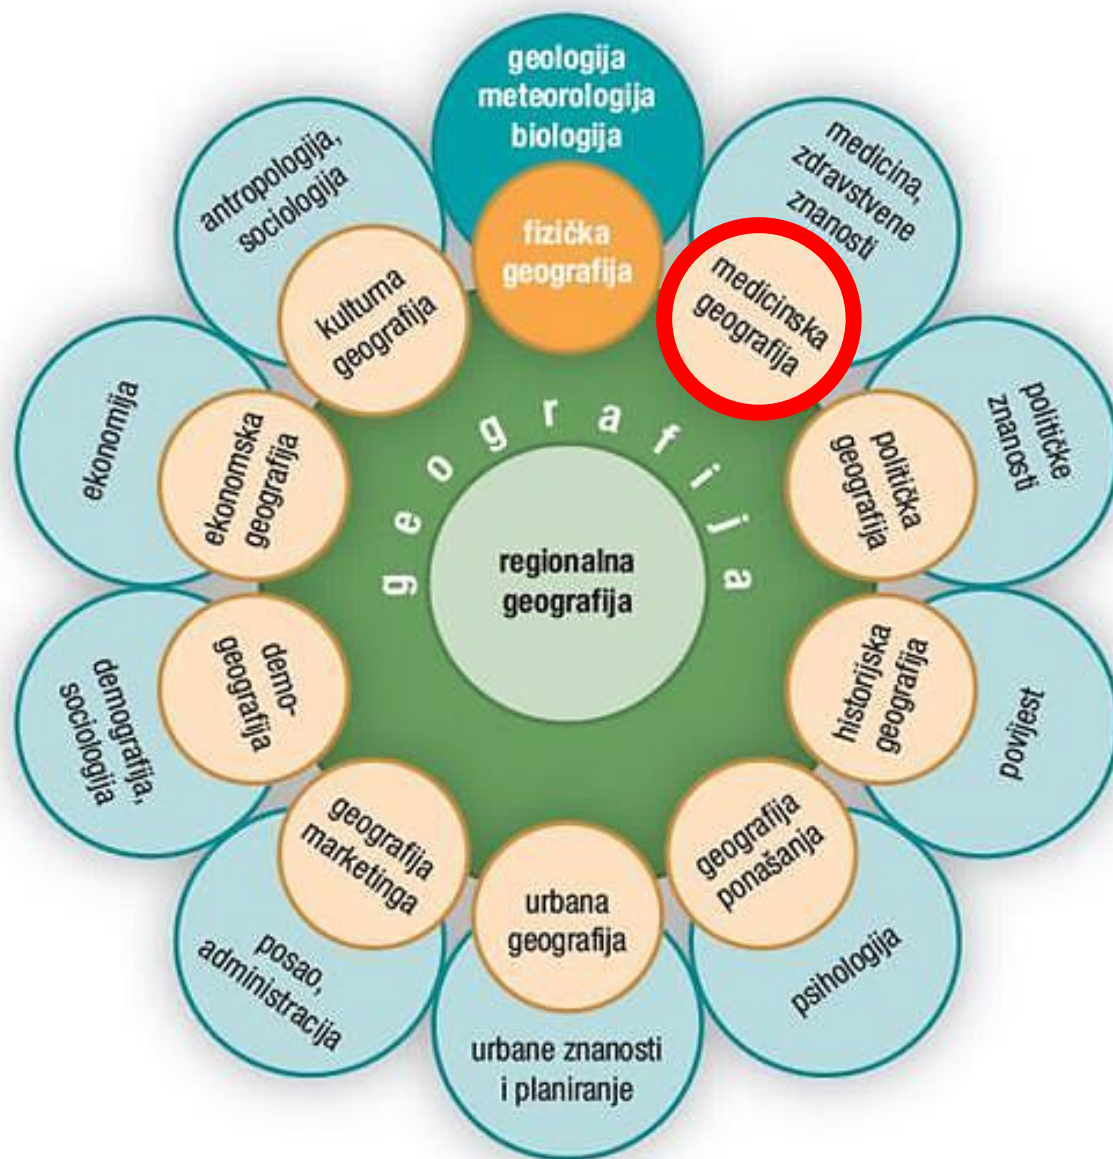 geologija
meteorologija
biologija
fizička
geografija
medicina,
zdravstvene
znanosti
medicinska
geografija
političke
znanosti
politička
geografija
povijest
historijska
geografija
psihologija
geografija
ponašanja
urbane znanosti
i planiranje
urbana
geografija
posao,
administracija
geografija
marketinga
demografija,
sociologija
demo-
geografija
ekonomija
ekonomska
geografija
antropologija,
sociologija
kulturna
geografija
geografija
regionalna
geografija